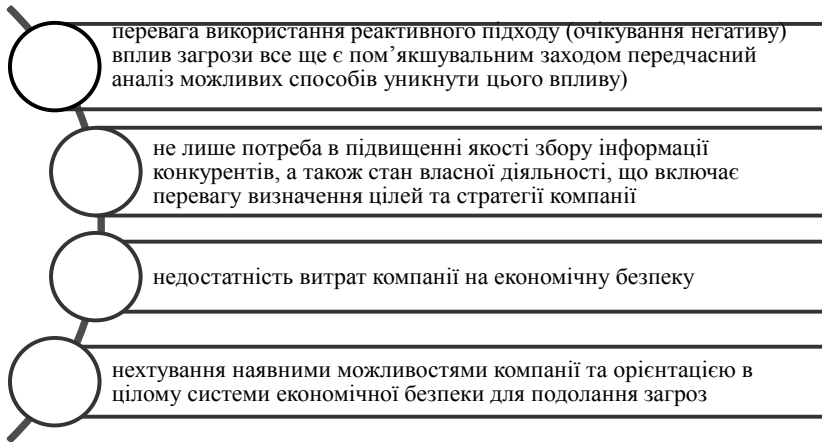 перевага використання реактивного підходу (очікування негативу)
вплив загрози все ще є пом’якшувальним заходом передчасний
аналіз можливих способів уникнути цього впливу)
не лише потреба в підвищенні якості збору інформації
конкурентів, а також стан власної діяльності, що включає
перевагу визначення цілей та стратегії компанії
недостатність витрат компанії на економічну безпеку
нехтування наявними можливостями компанії та орієнтацією в
цілому системи економічної безпеки для подолання загроз